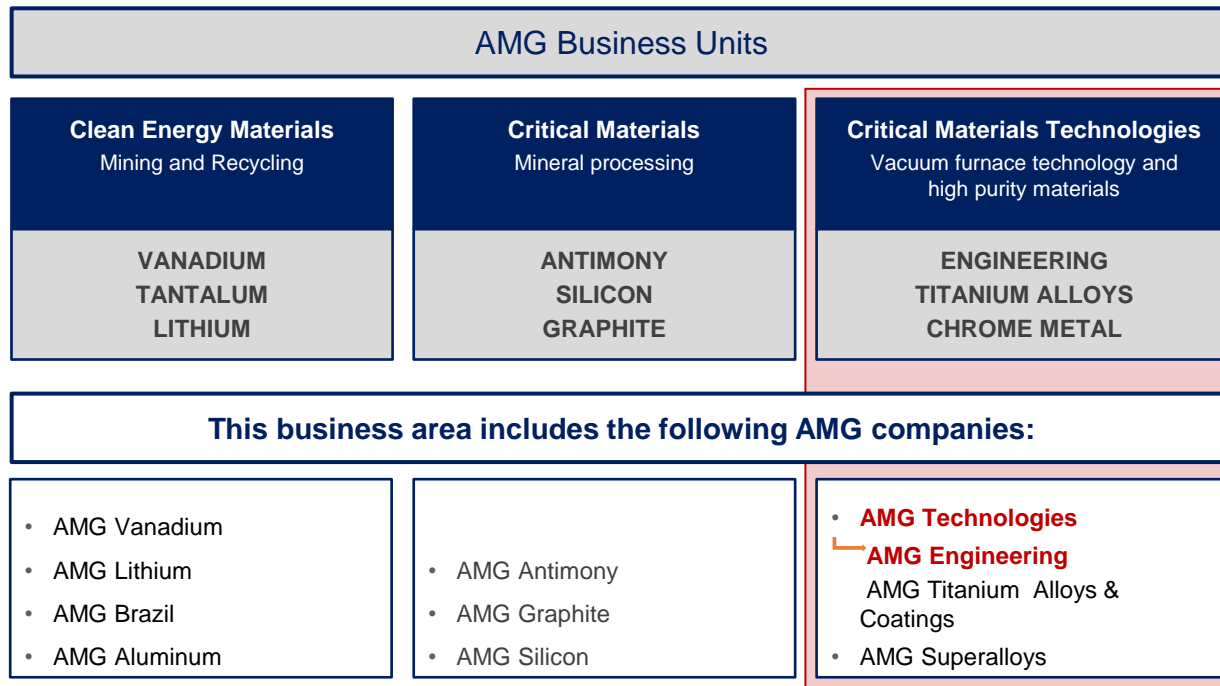 AMG Business Units
Clean Energy Materials
Mining and Recycling
VANADIUM
TANTALUM
LITHIUM
Critical Materials
Mineral processing
ANTIMONY
SILICON
GRAPHITE
Critical Materials Technologies
Vacuum furnace technology and
high purity materials
ENGINEERING
TITANIUM ALLOYS
CHROME METAL
This business area includes the following AMG companies:
• AMG Vanadium
• AMG Lithium
• AMG Brazil
• AMG Aluminum
• AMG Antimony
• AMG Graphite
• AMG Silicon
• AMG Technologies
AMG Engineering
AMG Titanium Alloys &
Coatings
• AMG Superalloys